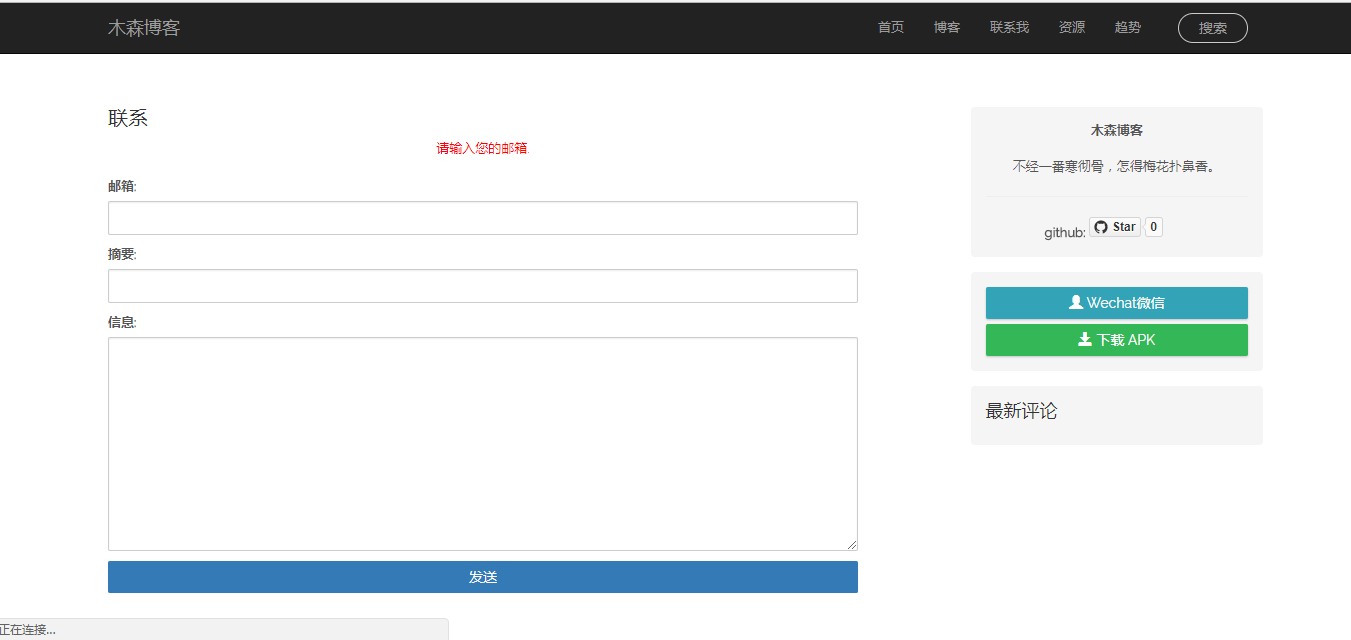 木森博客 首页 博客 联系我 资源 趋势 搜索
联系
请输入您的邮箱.
邮箱:
摘要:
信息:
发送
木森博客
不经一番寒彻骨，怎得梅花扑鼻香。
github: Star 0
Wechat微信
下载 APK
最新评论
正在连接...